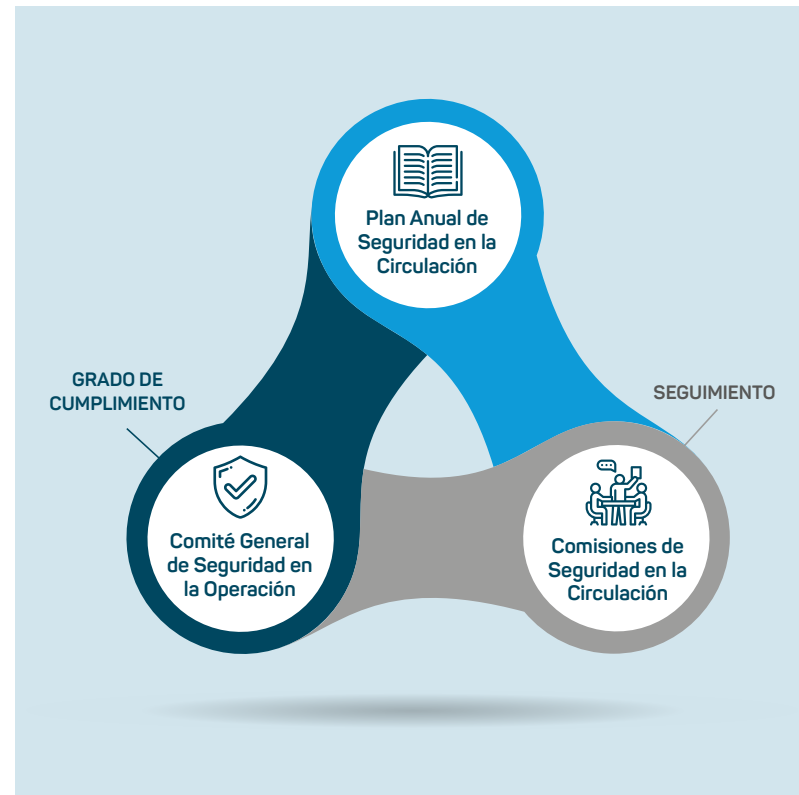 Plan Anual de
Seguridad en la
Circulación
GRADO DE
CUMPLIMIENTO
SEGUIMIENTO
Comité General
de Seguridad en
la Operación
Comisiones de
Seguridad en la
Circulación